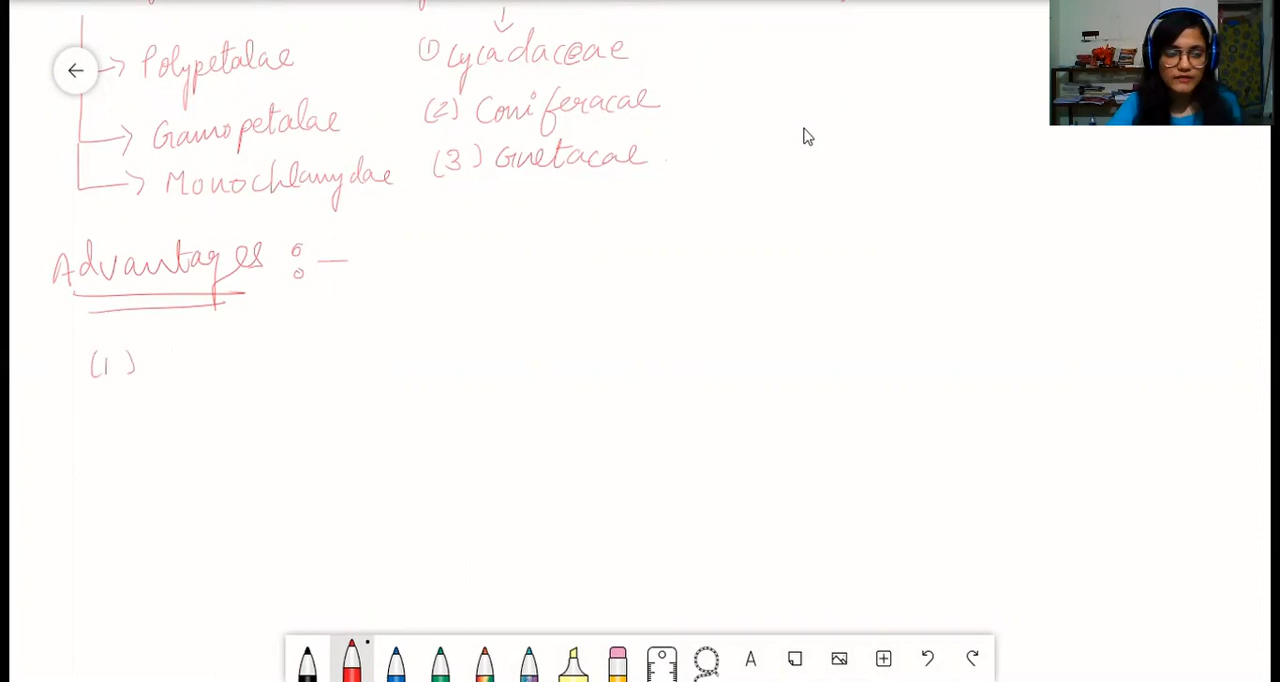 Polypetalae
Gamopetalae
Monochlamydae
(1) Cycadaceae
(2) Coniferacae
(3) Gnetacae
Advantages :-
(1)
A